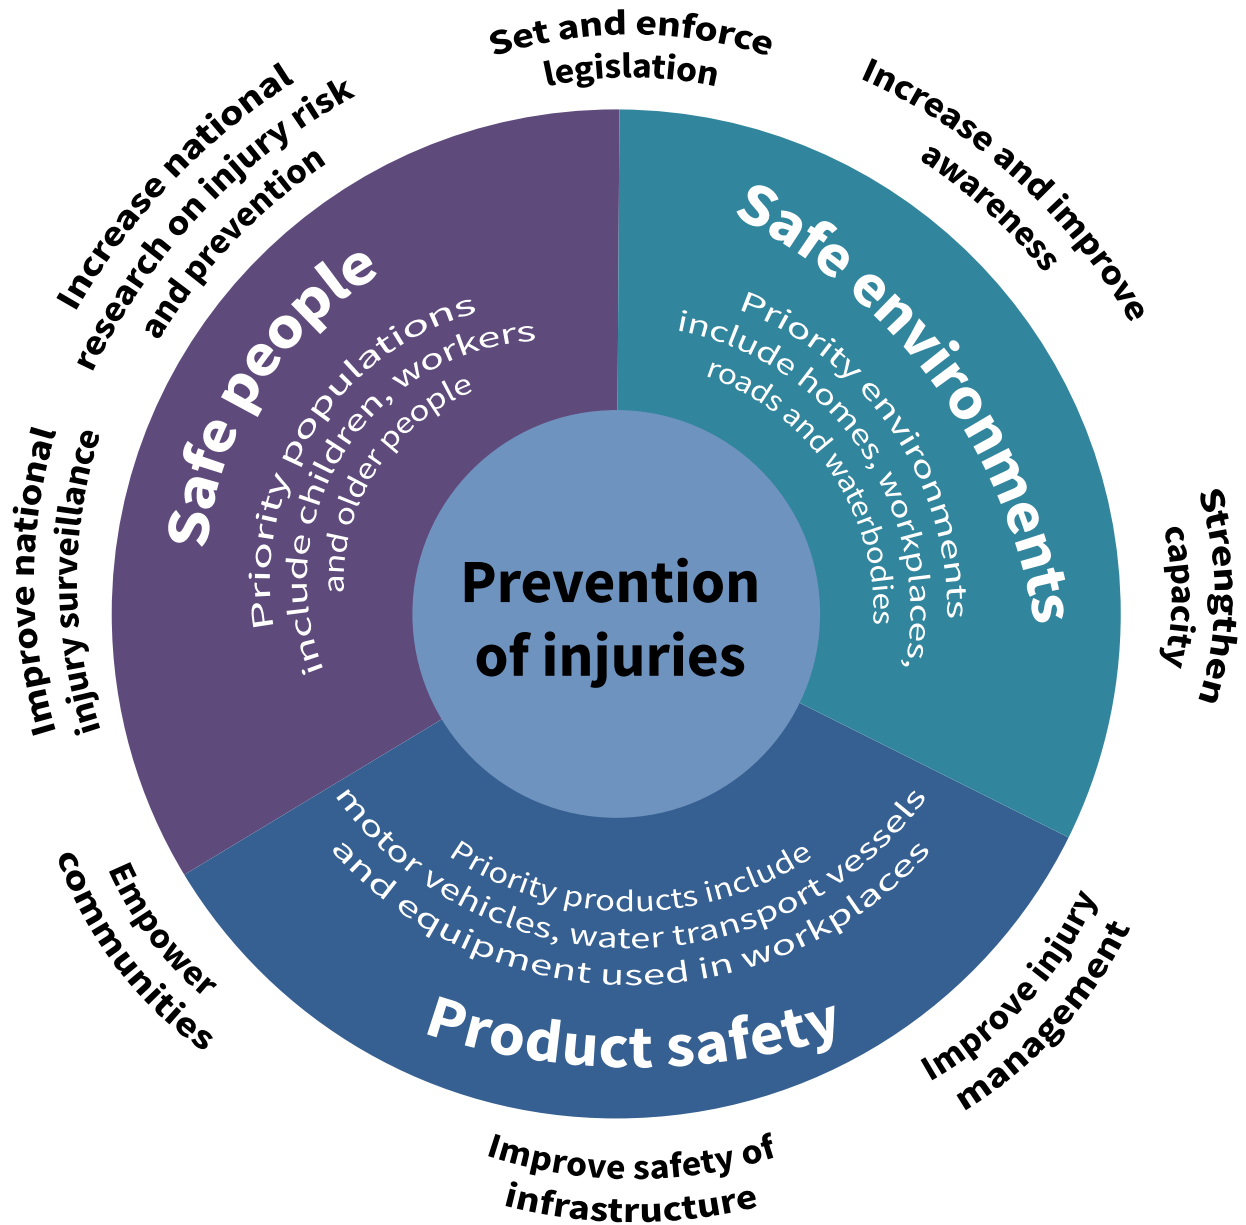 Set and enforce
legislation
Increase and improve
awareness
Strengthen
capacity
Improve injury
management
Improve safety of
infrastructure
Empower
communities
Improve national
injury surveillance
Increase national
research on injury risk
and prevention
Safe people
Priority populations
include children, workers
and older people
Safe environments
Priority environments
include homes, workplaces,
roads and waterbodies
Prevention
of injuries
Priority products include
motor vehicles, water transport vessels
and equipment used in workplaces
Product safety